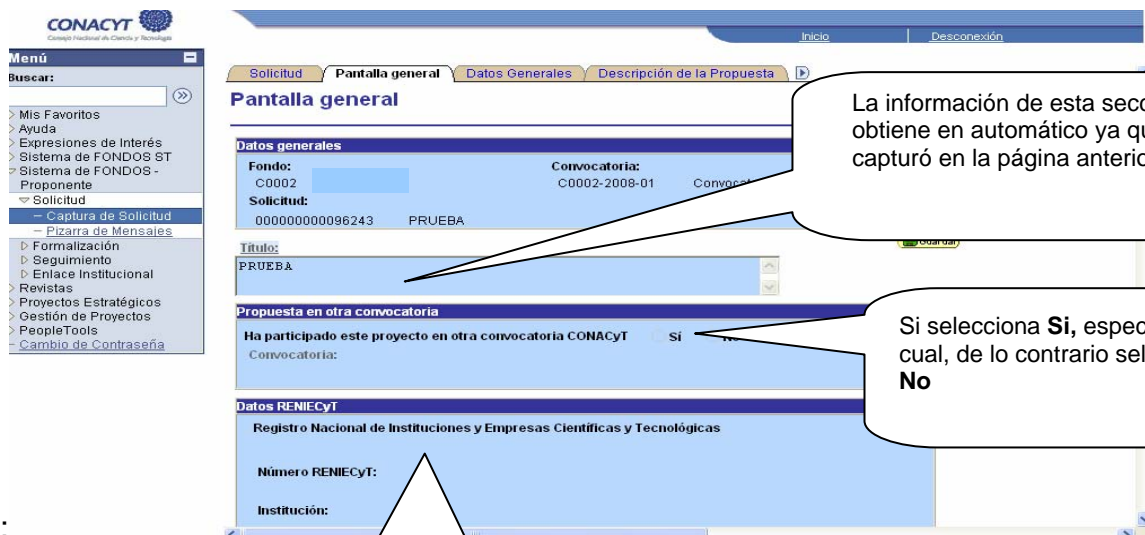 CONACYT
Consejo Nacional de Ciencia y Tecnología
Inicio
Desconexión
Menú
Buscar:
Mis Favoritos
Ayuda
Expresiones de Interés
Sistema de FONDOS ST
Sistema de FONDOS -
Proponente
Solicitud
– Captura de Solicitud
– Pizarra de Mensajes
Formalización
Seguimiento
Enlace Institucional
Revistas
Proyectos Estratégicos
Gestión de Proyectos
PeopleTools
– Cambio de Contraseña
Solicitud Pantalla general Datos Generales Descripción de la Propuesta
Pantalla general
Datos generales
Fondo: Convocatoria:
C0002 C0002-2008-01
Solicitud:
000000000096243 PRUEBA
Título:
Guardar
PRUEBA
Propuesta en otra convocatoria
Ha participado este proyecto en otra convocatoria CONACyT Sí
Convocatoria:
Datos RENIECyT
Registro Nacional de Instituciones y Empresas Científicas y Tecnológicas
Número RENIECyT:
Institución:
.
La información de esta
obtiene en automático ya
capturó en la página
Si selecciona Si,
cual, de lo contrario
No